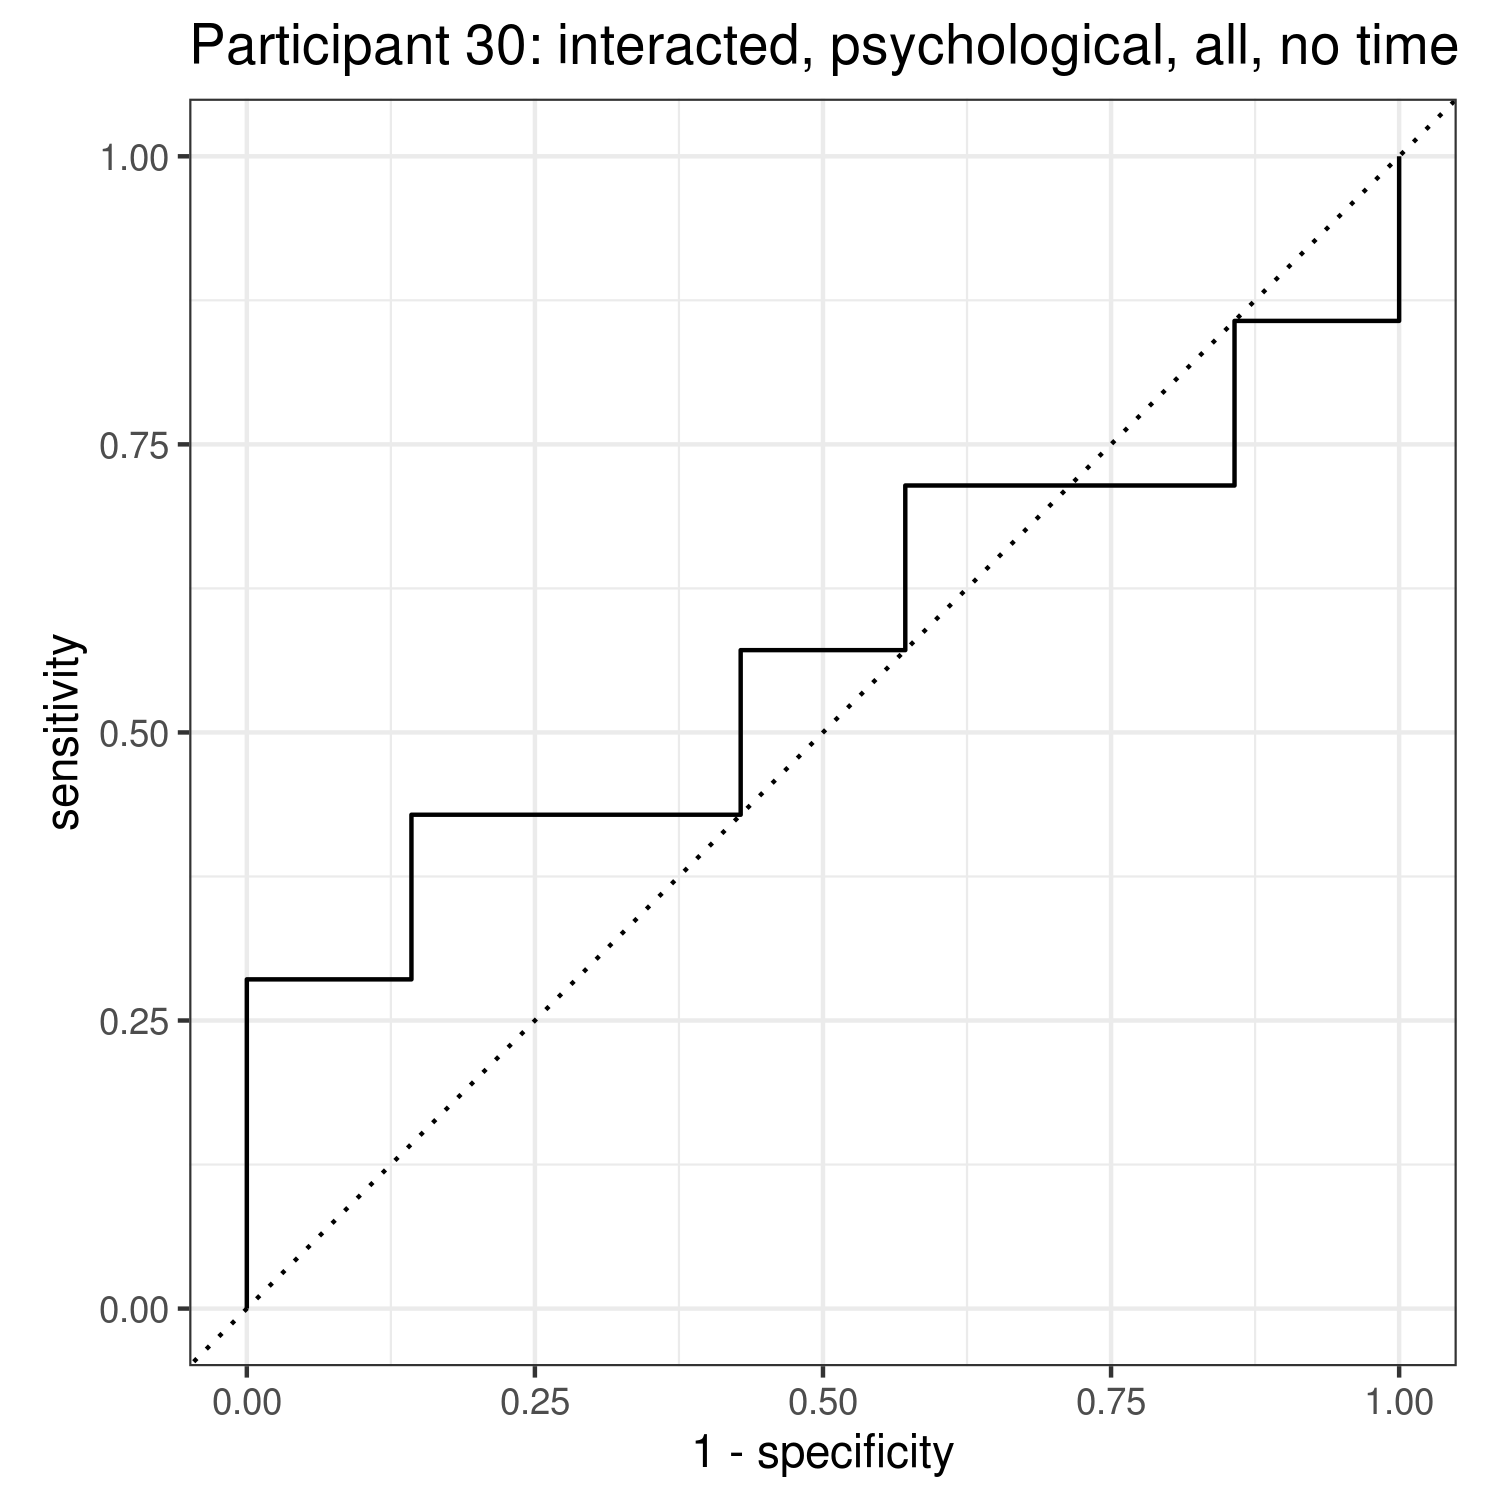 Participant 30: interacted, psychological, all, no time
1.00
0.75
0.50
0.25
0.00
sensitivity
0.00 0.25 0.50 0.75 1.00
1 - specificity